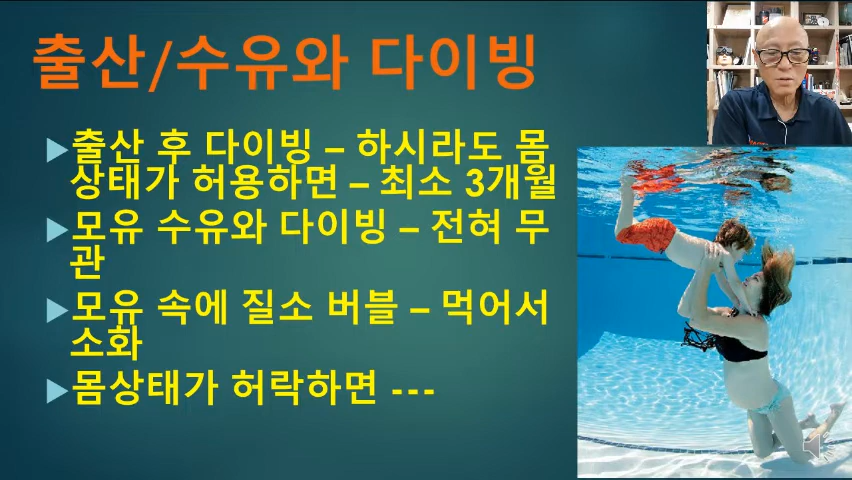 출산/수유와 다이빙
▶출산 후 다이빙 – 하시라도 몸
상태가 허용하면 – 최소 3개월
▶모유 수유와 다이빙 – 전혀 무
관
▶모유 속에 질소 버블 – 먹어서
소화
▶몸상태가 허락하면 ---